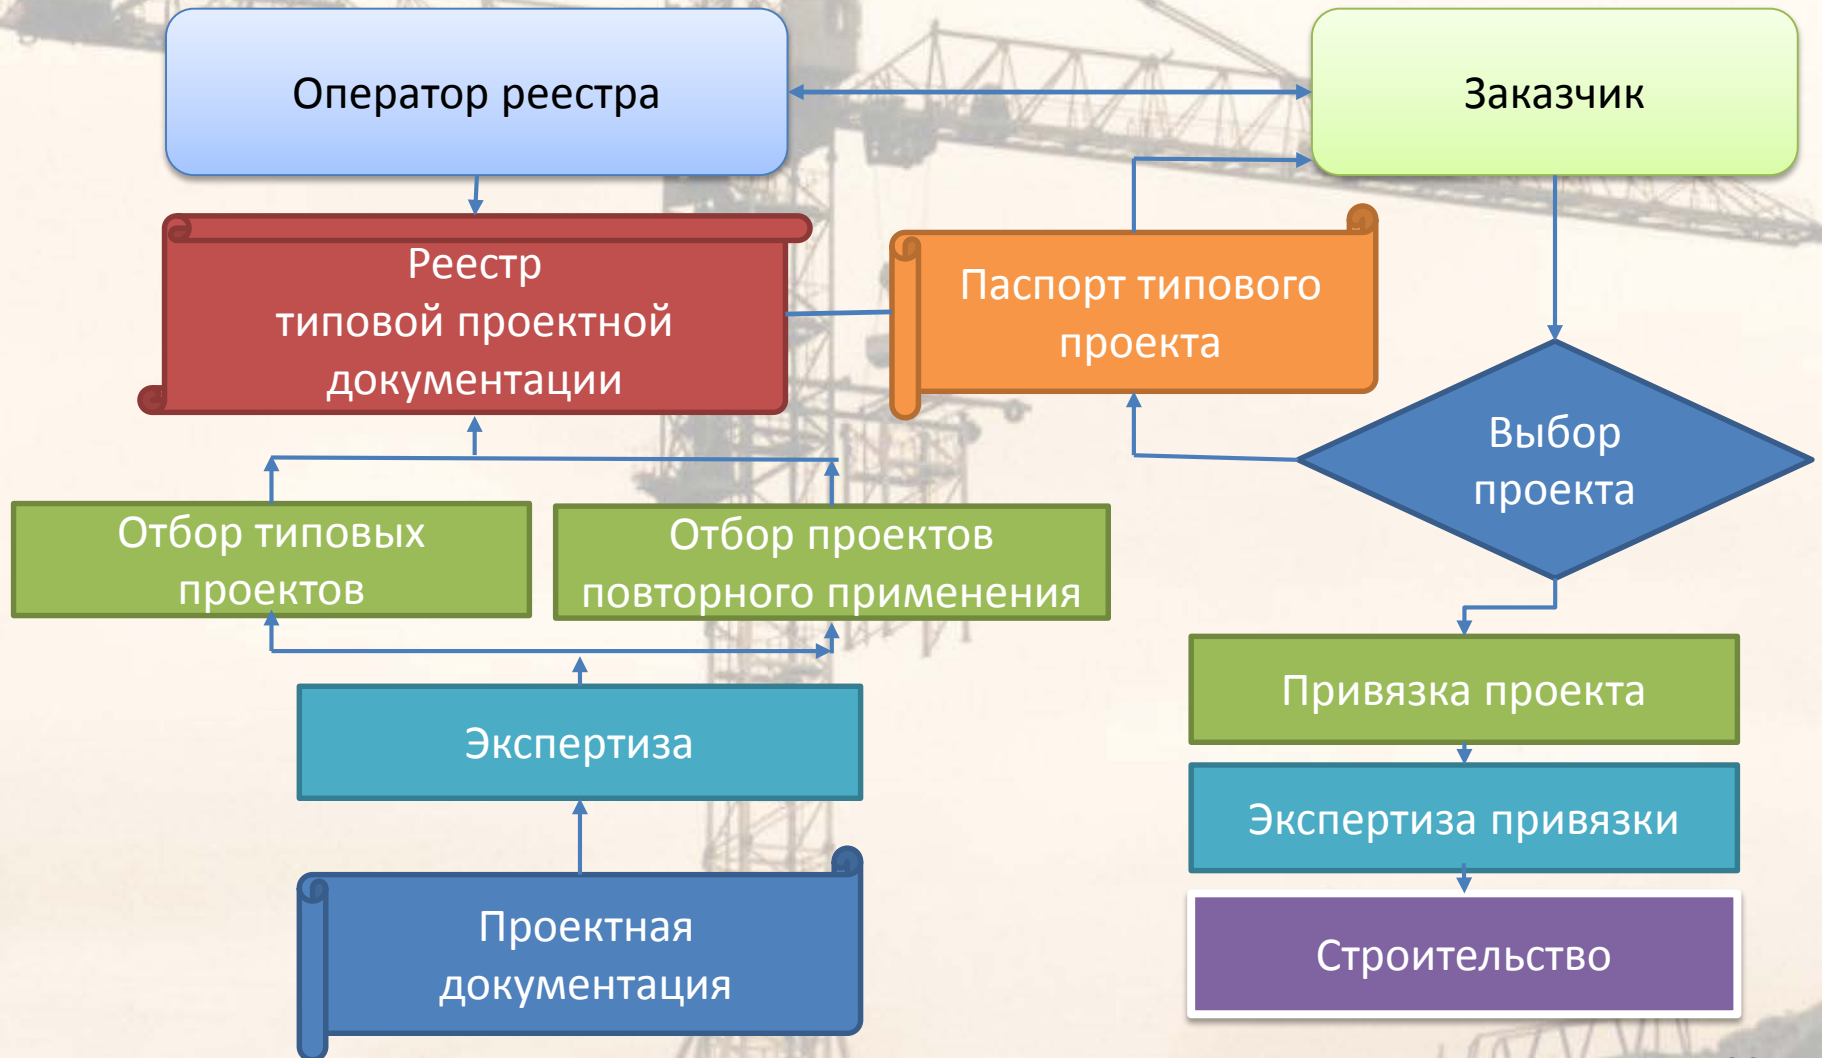 Оператор реестра
Заказчик
Реестр
типовой проектной
документации
Паспорт типового
проекта
Выбор
проекта
Отбор типовых
проектов
Отбор проектов
повторного применения
Экспертиза
Проектная
документация
Привязка проекта
Экспертиза привязки
Строительство